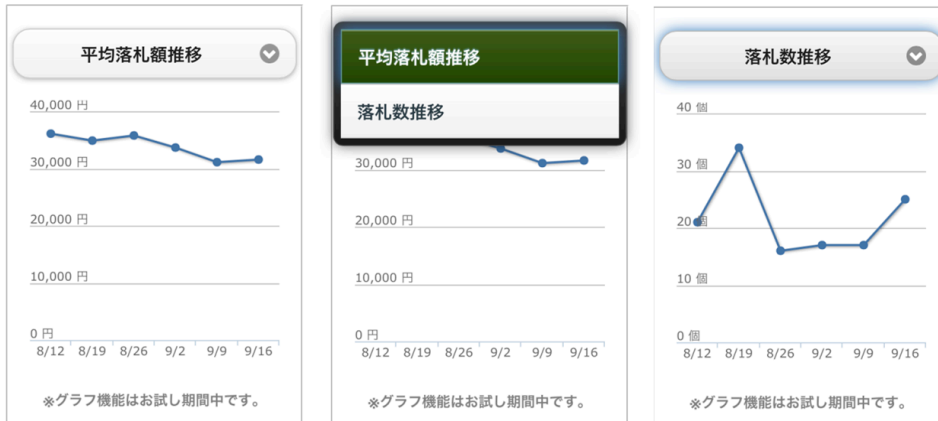 平均落札額推移
40,000 円
30,000 円
20,000 円
10,000 円
0 円
8/12 8/19 8/26 9/2 9/9 9/16
※グラフ機能はお試し期間中です。
平均落札額推移
落札数推移
30,000 円
20,000 円
10,000 円
0 円
8/12 8/19 8/26 9/2 9/9 9/16
※グラフ機能はお試し期間中です。
落札数推移
40 個
30 個
20 個
10 個
0 個
8/12 8/19 8/26 9/2 9/9 9/16
※グラフ機能はお試し期間中です。